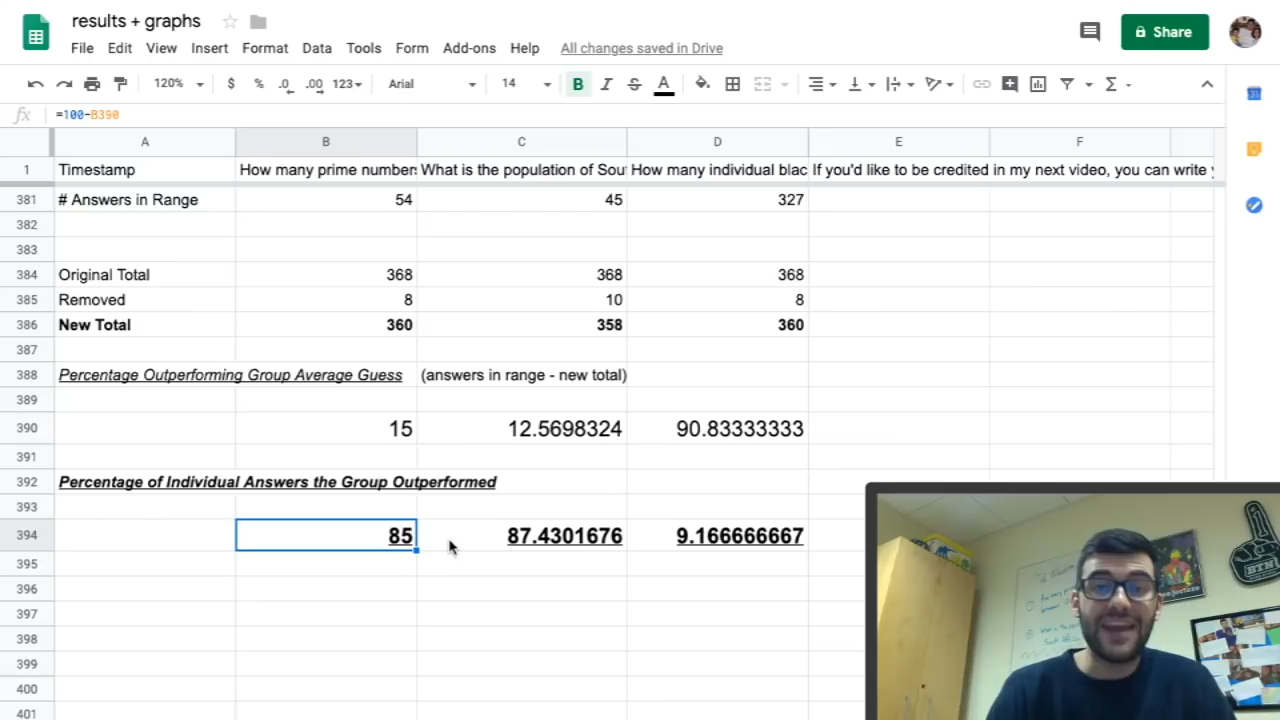 results + graphs
File Edit View Insert Format Data Tools Form Add-ons Help All changes saved in Drive
Share
120% $ % .0 .00 123 Arial 14 B I S A Σ
fx =100-B390
A B C D E F
1 Timestamp How many prime numbers What is the population of Sou How many individual blac If you'd like to be credited in my next video, you can write
381 # Answers in Range 54 45 327
382
383
384 Original Total 368 368 368
385 Removed 8 10 8
386 New Total 360 358 360
387
388 Percentage Outperforming Group Average Guess (answers in range - new total)
389
390 15 12.5698324 90.83333333
391
392 Percentage of Individual Answers the Group Outperformed
393
394 85 87.4301676 9.166666667
395
396
397
398
399
400
401
BTN